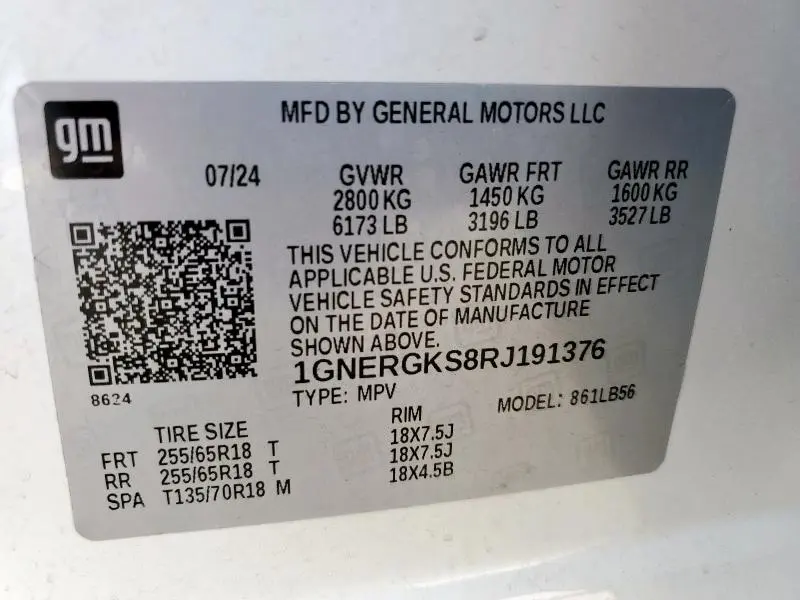 gm
MFD BY GENERAL MOTORS LLC
07/24 GVWR GAWR FRT GAWR RR
2800 KG 1450 KG 1600 KG
6173 LB 3196 LB 3527 LB
THIS VEHICLE CONFORMS TO ALL
APPLICABLE U.S. FEDERAL MOTOR
VEHICLE SAFETY STANDARDS IN EFFECT
ON THE DATE OF MANUFACTURE
SHOWN ABOVE.
1GNERGKS8RJ191376
8624
TYPE: MPV MODEL: 861LB56
TIRE SIZE RIM
FRT 255/65R18 T 18X7.5J
RR 255/65R18 T 18X7.5J
SPA T135/70R18 M 18X4.5B